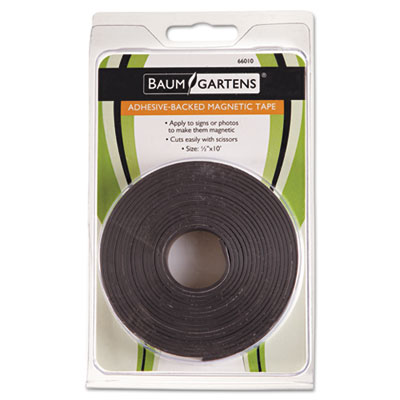 66010
BAUMGARTENS®
ADHESIVE-BACKED MAGNETIC TAPE
• Apply to signs or photos
to make them magnetic
• Cuts easily with scissors
• Size: ½"x10'